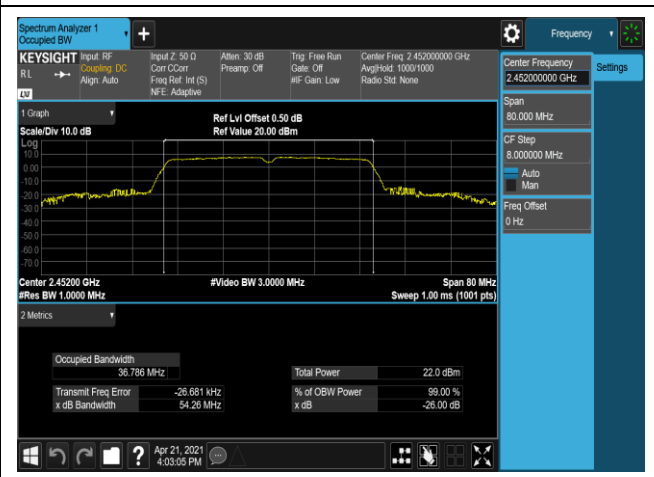 Spectrum Analyzer 1
Occupied BW
Frequency
KEYSIGHT
R L
LXI
Input: RF
Coupling: DC
Align: Auto
Input Z: 50 Ω
Corr CCorr
Freq Ref: Int (S)
NFE: Adaptive
Atten: 30 dB
Preamp: Off
Trig: Free Run
Gate: Off
#IF Gain: Low
Center Freq: 2.452000000 GHz
Avg|Hold: 1000/1000
Radio Std: None
Center Frequency
2.452000000 GHz
Settings
Span
80.000 MHz
CF Step
8.000000 MHz
Auto
Man
Freq Offset
0 Hz
1 Graph
Scale/Div 10.0 dB
Ref Lvl Offset 0.50 dB
Ref Value 20.00 dBm
Log
10.0
0.00
-10.0
-20.0
-30.0
-40.0
-50.0
-60.0
-70.0
Center 2.45200 GHz
#Video BW 3.0000 MHz
Span 80 MHz
#Res BW 1.0000 MHz
Sweep 1.00 ms (1001 pts)
2 Metrics
Occupied Bandwidth
36.786 MHz
Total Power 22.0 dBm
Transmit Freq Error -26.681 kHz
% of OBW Power 99.00 %
x dB Bandwidth 54.26 MHz
x dB -26.00 dB
?
Apr 21, 2021
4:03:05 PM